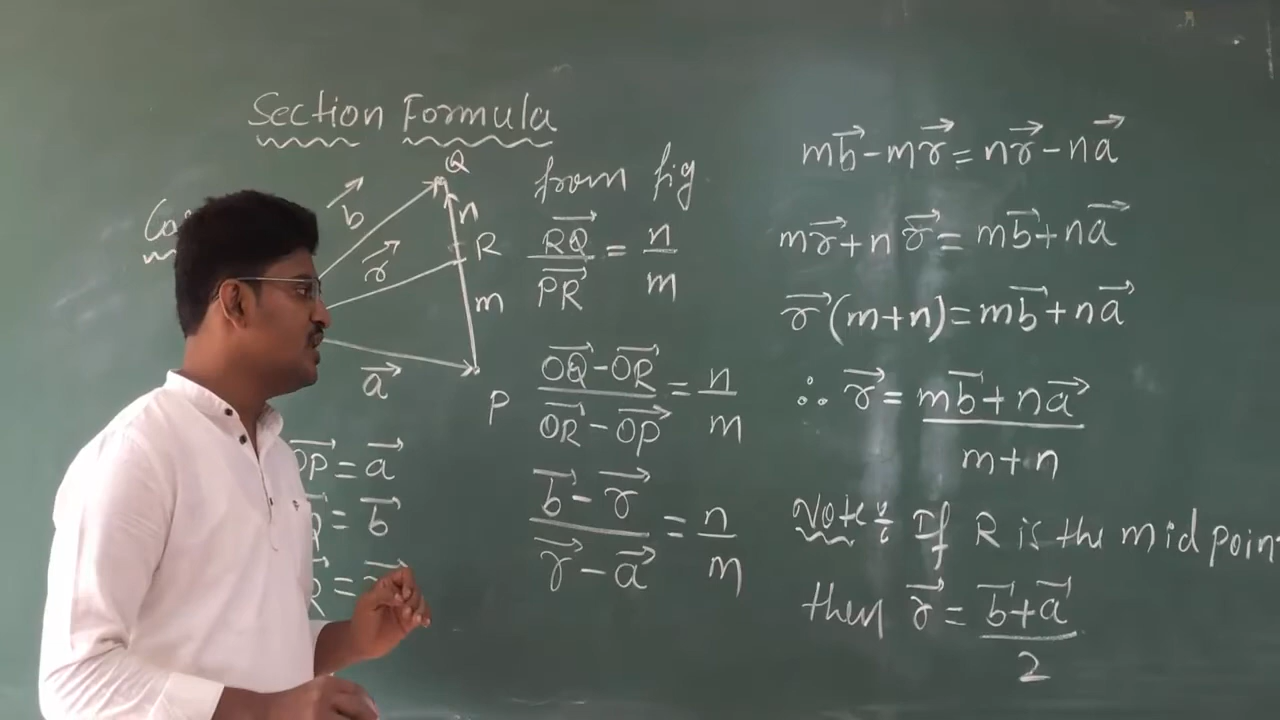 Section Formula
Q
b⃗
n
r⃗
R
m
a⃗
P
OP⃗ = a⃗
= b⃗
from fig
RQ⃗ / PR⃗ = n / m
OQ⃗ - OR⃗ / OR⃗ - OP⃗ = n / m
b⃗ - r⃗ / r⃗ - a⃗ = n / m
mb⃗ - mr⃗ = nr⃗ - na⃗
mr⃗ + nr⃗ = mb⃗ + na⃗
r⃗(m+n) = mb⃗ + na⃗
∴ r⃗ = mb⃗ + na⃗ / m+n
Note: If R is the mid point
then r⃗ = b⃗ + a⃗ / 2